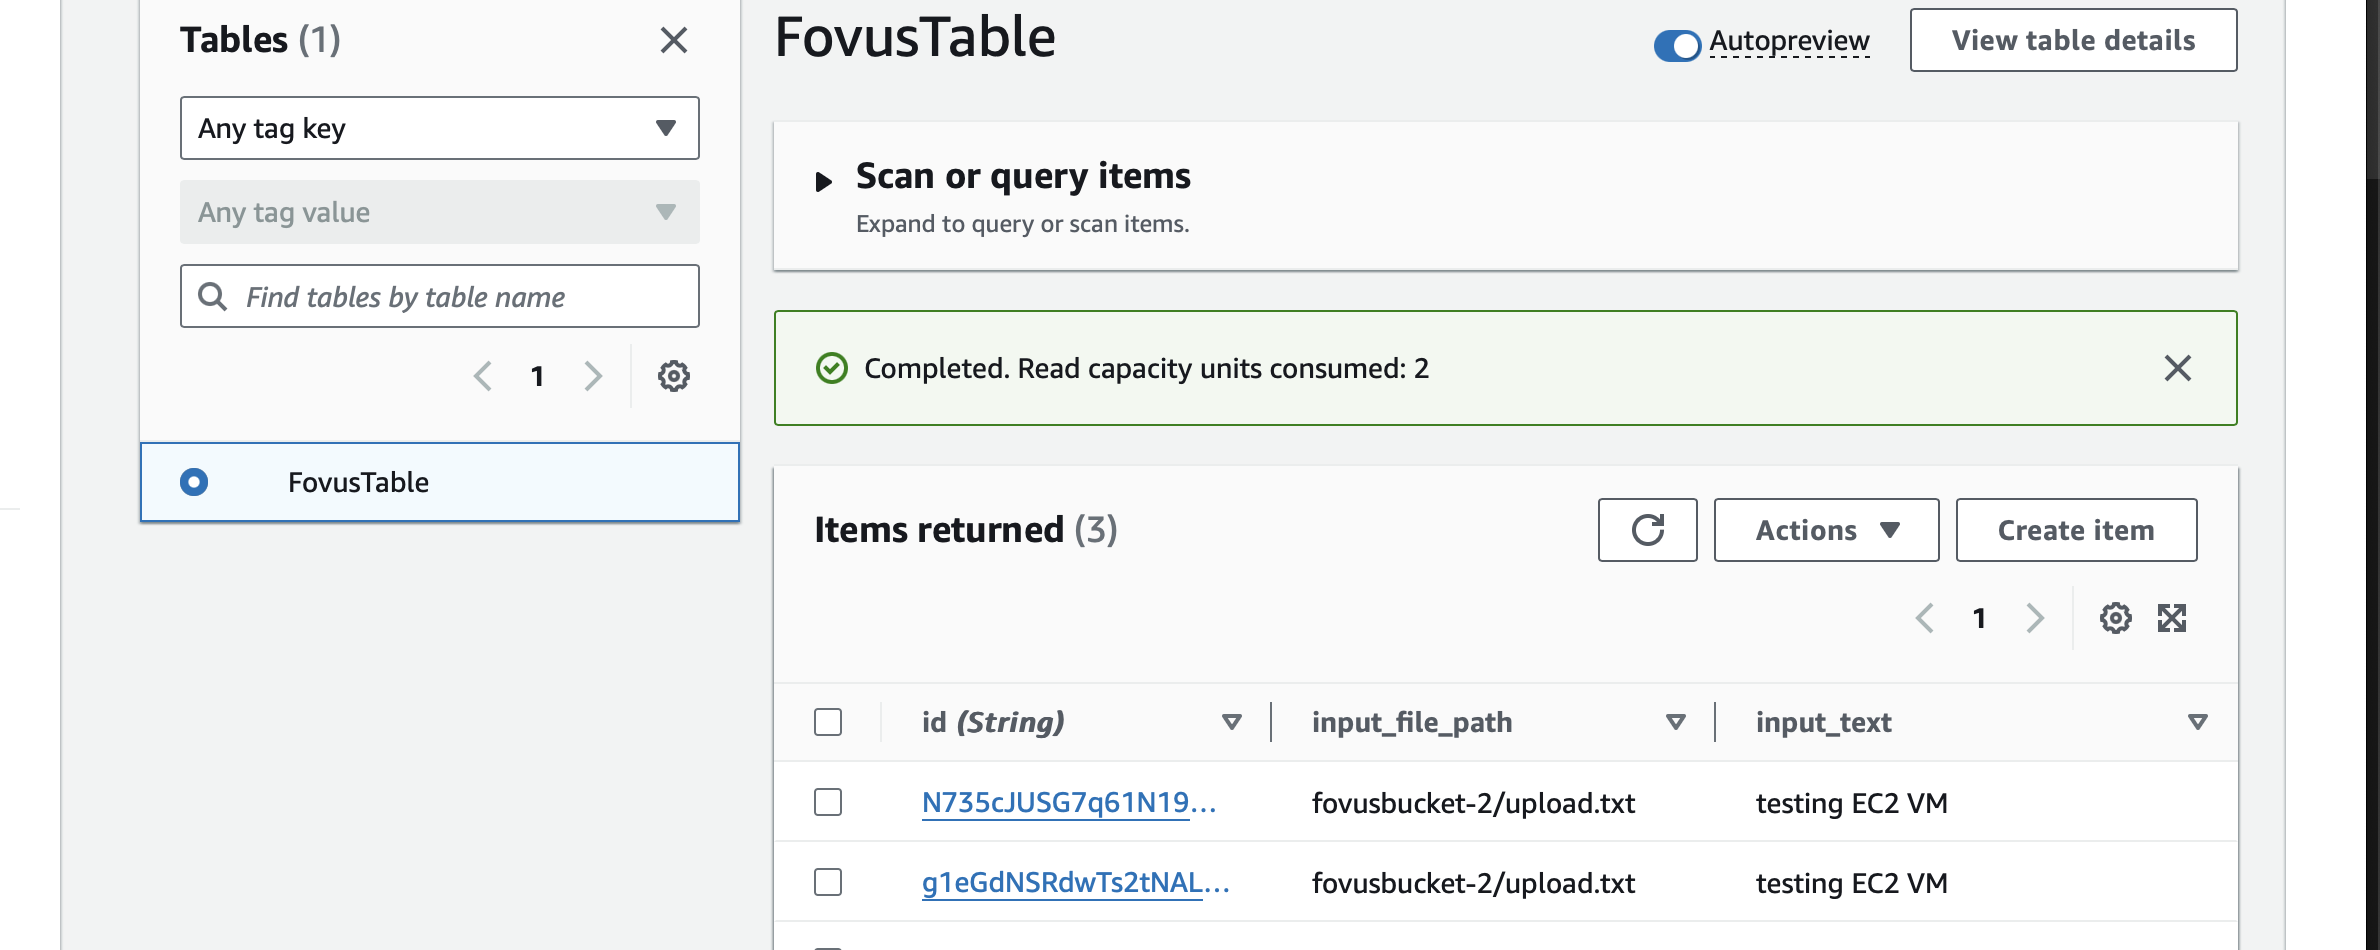 Tables (1)
Any tag key
Any tag value
Find tables by table name
1
FovusTable
FovusTable
Autopreview
View table details
Scan or query items
Expand to query or scan items.
Completed. Read capacity units consumed: 2
Items returned (3)
Actions
Create item
1
id (String) input_file_path input_text
N735cJUSG7q61N19... fovusbucket-2/upload.txt testing EC2 VM
g1eGdNSRdwTs2tNAL... fovusbucket-2/upload.txt testing EC2 VM